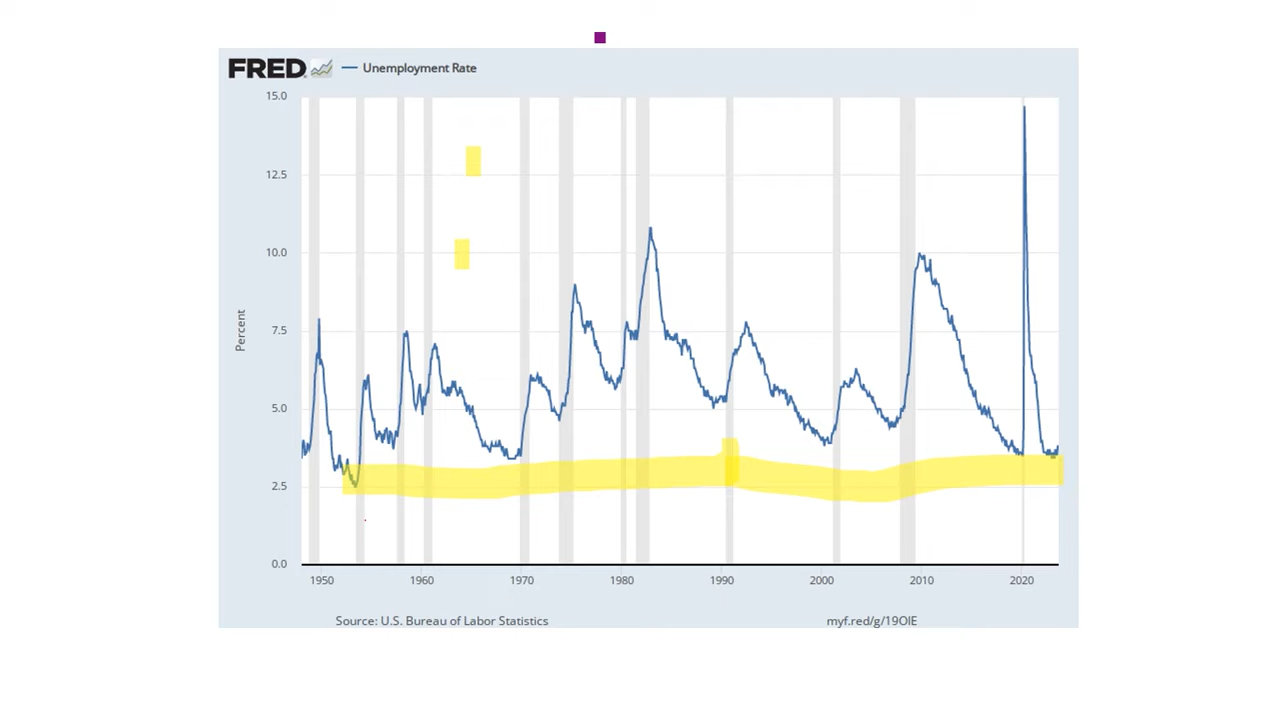 FRED Unemployment Rate
15.0
12.5
10.0
7.5
5.0
2.5
0.0
Percent
1950 1960 1970 1980 1990 2000 2010 2020
Source: U.S. Bureau of Labor Statistics myf.red/g/19OIE